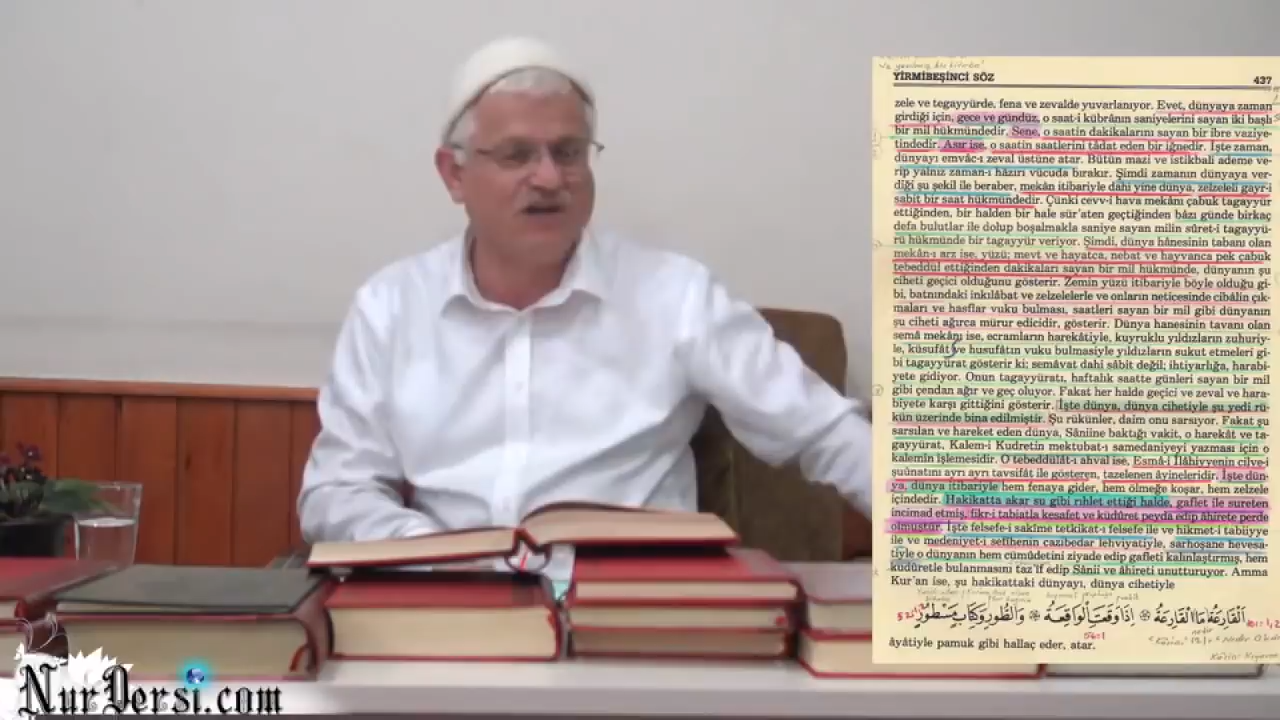 YİRMİBEŞİNCİ SÖZ 437
zele ve tegayyürde, fena ve zevalde yuvarlanıyor. Evet, dünyaya zaman
girdiği için, gece ve gündüz, o saat-i kübrânın saniyelerini sayan iki başlı
bir mil hükmündedir. Sene, o saatin dakikalarını sayan bir ibre vaziye-
tindedir. Asır ise, o saatin saatlerini tâdat eden bir iğnedir. İşte zaman,
dünyayı emvâc-ı zeval üstüne atar. Bütün mazi ve istikbali ademe ve-
rip yalnız zaman-ı hâzırı vücuda bırakır. Şimdi zamanın dünyaya ver-
diği şu şekil ile beraber, mekân itibariyle dahi yine dünya, zelzeleli gayr-i
sabit bir saat hükmündedir. Çünki cevv-i hava mekânı çabuk tagayyür
ettiğinden, bir halden bir hale sür'aten geçtiğinden bâzı günde birkaç
defa bulutlar ile dolup boşalmakla saniye sayan milin sûret-i tagayyü-
rü hükmünde bir tagayyür veriyor. Şimdi, dünya hânesinin tabanı olan
mekân-ı arz ise, yüzü; mevt ve hayatca, nebat ve hayvanca pek çabuk
tebeddül ettiğinden dakikaları sayan bir mil hükmünde, dünyanın şu
ciheti geçici olduğunu gösterir. Zemin yüzü itibariyle böyle olduğu gi-
bi, batnındaki inkılâbat ve zelzelelerle ve onların neticesinde cibâlin çık-
maları ve hasflar vuku bulması, saatleri sayan bir mil gibi dünyanın
şu ciheti ağırca mürur edicidir, gösterir. Dünya hanesinin tavanı olan
semâ mekânı ise, ecramların harekâtiyle, kuyruklu yıldızların zuhuriy-
le, küsufât ve husufâtın vuku bulmasiyle yıldızların sukut etmeleri gi-
bi tagayyürat gösterir ki; semâvat dahi sâbit değil; ihtiyarlığa, harabi-
yete gidiyor. Onun tagayyüratı, haftalık saatte günleri sayan bir mil
gibi çendan ağır ve geç oluyor. Fakat her halde geçici ve zeval ve hara-
biyete karşı gittiğini gösterir. İşte dünya, dünya cihetiyle şu yedi rü-
kün üzerinde bina edilmiştir. Şu rükünler, daim onu sarsıyor. Fakat şu
sarsılan ve hareket eden dünya, Sâniine baktığı vakit, o harekât ve ta-
gayyürat, Kalem-i Kudretin mektubat-ı samedaniyeyi yazması için o
kalemin işlemesidir. O tebeddülât-ı ahval ise, Esmâ-i İlâhiyyenin cilve-i
şuûnatını ayrı ayrı tavsifât ile gösteren, tazelenen âyineleridir. İşte dün-
ya, dünya itibariyle hem fenaya gider, hem ölmeğe koşar, hem zelzele
içindedir. Hakikatta akar su gibi rıhlet ettiği halde, gaflet ile sureten
incimad etmiş, fikr-i tabiatla kesafet ve küdûret peyda edip âhirete perde
olmuştur. İşte felsefe-i sakîme tetkikat-ı felsefe ile ve hikmet-i tabiiyye
ile ve medeniyet-i sefîhenin cazibedar lehviyatiyle, sarhoşane hevesa-
tiyle o dünyanın hem cümûdetini ziyade edip gafleti kalınlaştırmış, hem
küdûretle bulanmasını taz'if edip Sânii ve âhireti unutturuyor. Amma
Kur'an ise, şu hakikattaki dünyayı, dünya cihetiyle
اَلْقَارِعَةُ مَا الْقَارِعَةُ ❊ اِذَا وَقَعَتِ الْوَاقِعَةُ ❊ وَالطُّورِ وَكِتَابٍ مَسْطُورٍ
âyâtiyle pamuk gibi hallaç eder, atar.
NurDersi.com